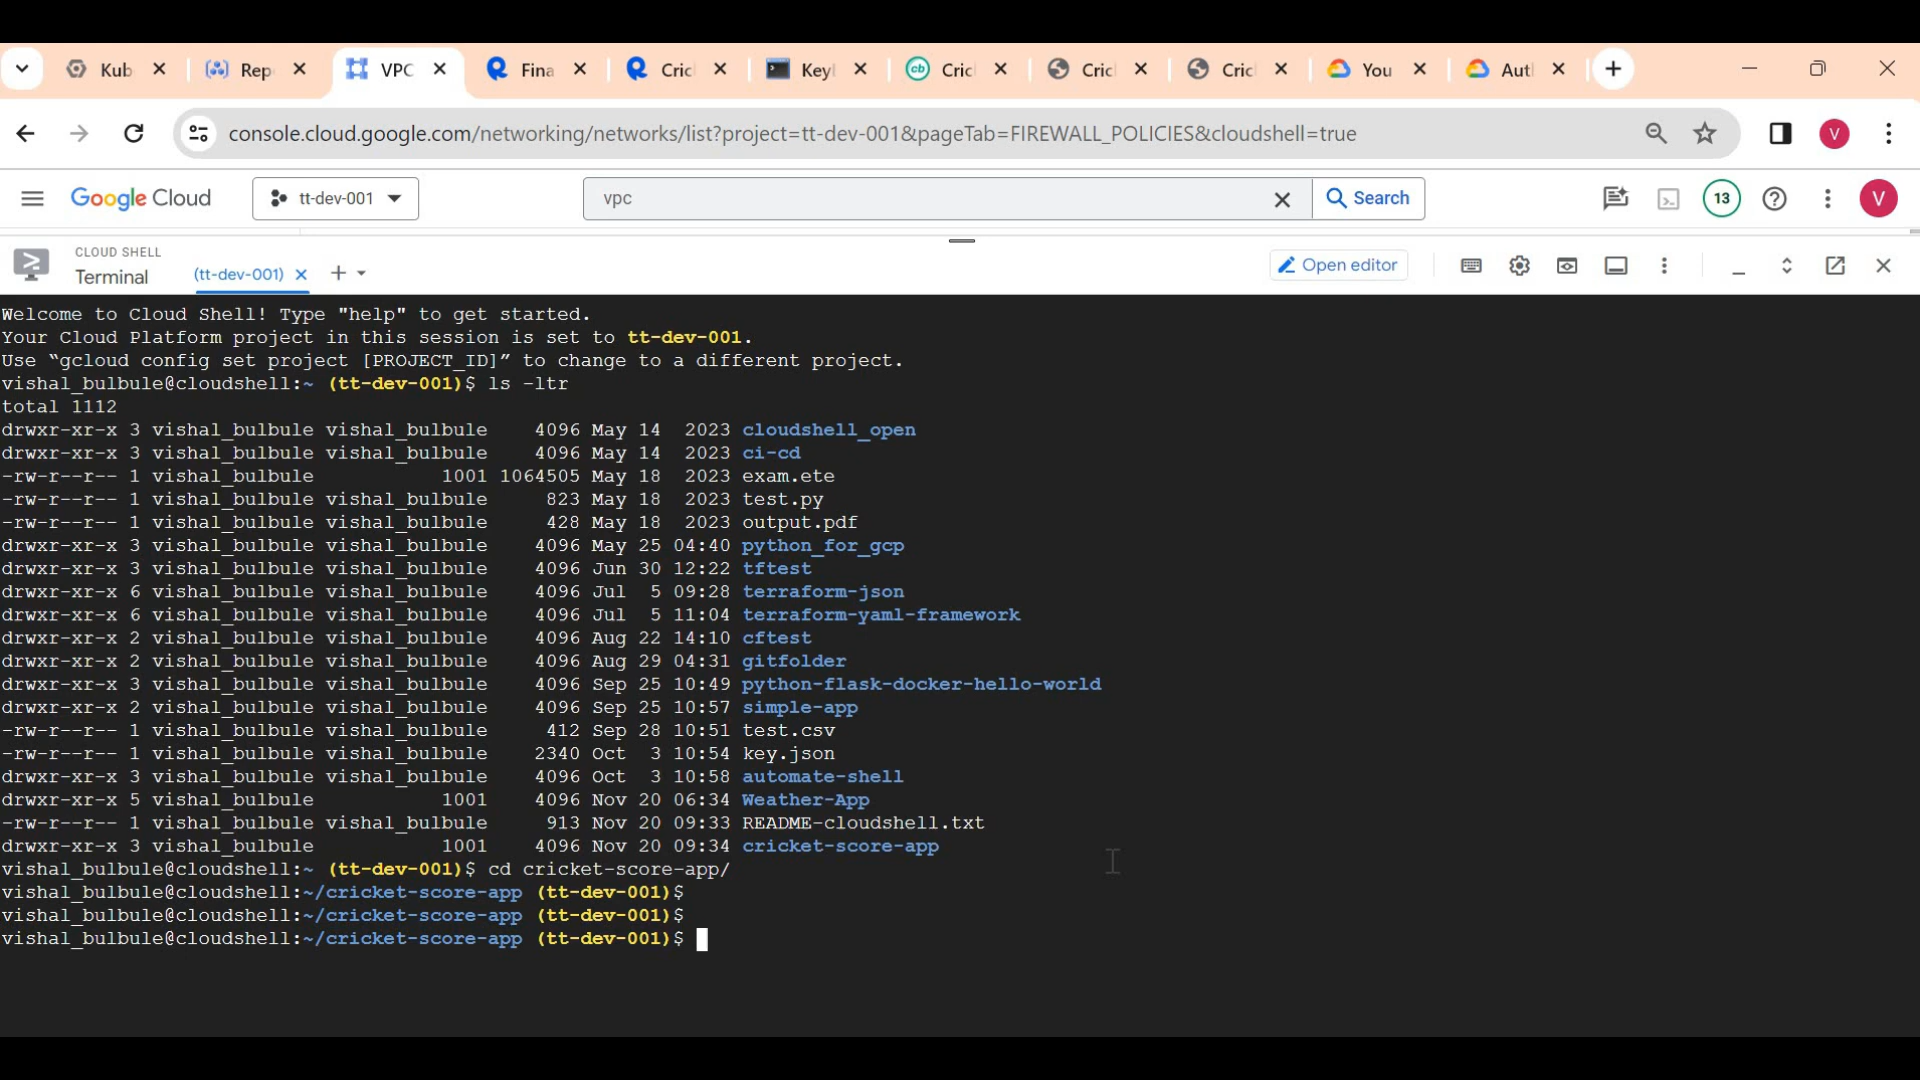 Kub
Rep
VPC
Fina
Cric
Key
Cric
Cric
Cric
You
Aut
console.cloud.google.com/networking/networks/list?project=tt-dev-001&pageTab=FIREWALL_POLICIES&cloudshell=true
V
Google Cloud
tt-dev-001
vpc
Search
13
V
CLOUD SHELL
Terminal
(tt-dev-001)
Open editor
Welcome to Cloud Shell! Type "help" to get started.
Your Cloud Platform project in this session is set to tt-dev-001.
Use “gcloud config set project [PROJECT_ID]” to change to a different project.
vishal_bulbule@cloudshell:~ (tt-dev-001)$ ls -ltr
total 1112
drwxr-xr-x 3 vishal_bulbule vishal_bulbule    4096 May 14  2023 cloudshell_open
drwxr-xr-x 3 vishal_bulbule vishal_bulbule    4096 May 14  2023 ci-cd
-rw-r--r-- 1 vishal_bulbule           1001 1064505 May 18  2023 exam.ete
-rw-r--r-- 1 vishal_bulbule vishal_bulbule     823 May 18  2023 test.py
-rw-r--r-- 1 vishal_bulbule vishal_bulbule     428 May 18  2023 output.pdf
drwxr-xr-x 3 vishal_bulbule vishal_bulbule    4096 May 25 04:40 python_for_gcp
drwxr-xr-x 3 vishal_bulbule vishal_bulbule    4096 Jun 30 12:22 tftest
drwxr-xr-x 6 vishal_bulbule vishal_bulbule    4096 Jul  5 09:28 terraform-json
drwxr-xr-x 6 vishal_bulbule vishal_bulbule    4096 Jul  5 11:04 terraform-yaml-framework
drwxr-xr-x 2 vishal_bulbule vishal_bulbule    4096 Aug 22 14:10 cftest
drwxr-xr-x 2 vishal_bulbule vishal_bulbule    4096 Aug 29 04:31 gitfolder
drwxr-xr-x 3 vishal_bulbule vishal_bulbule    4096 Sep 25 10:49 python-flask-docker-hello-world
drwxr-xr-x 2 vishal_bulbule vishal_bulbule    4096 Sep 25 10:57 simple-app
-rw-r--r-- 1 vishal_bulbule vishal_bulbule     412 Sep 28 10:51 test.csv
-rw-r--r-- 1 vishal_bulbule vishal_bulbule    2340 Oct  3 10:54 key.json
drwxr-xr-x 3 vishal_bulbule vishal_bulbule    4096 Oct  3 10:58 automate-shell
drwxr-xr-x 5 vishal_bulbule           1001    4096 Nov 20 06:34 Weather-App
-rw-r--r-- 1 vishal_bulbule vishal_bulbule     913 Nov 20 09:33 README-cloudshell.txt
drwxr-xr-x 3 vishal_bulbule           1001    4096 Nov 20 09:34 cricket-score-app
vishal_bulbule@cloudshell:~ (tt-dev-001)$ cd cricket-score-app/
vishal_bulbule@cloudshell:~/cricket-score-app (tt-dev-001)$
vishal_bulbule@cloudshell:~/cricket-score-app (tt-dev-001)$
vishal_bulbule@cloudshell:~/cricket-score-app (tt-dev-001)$